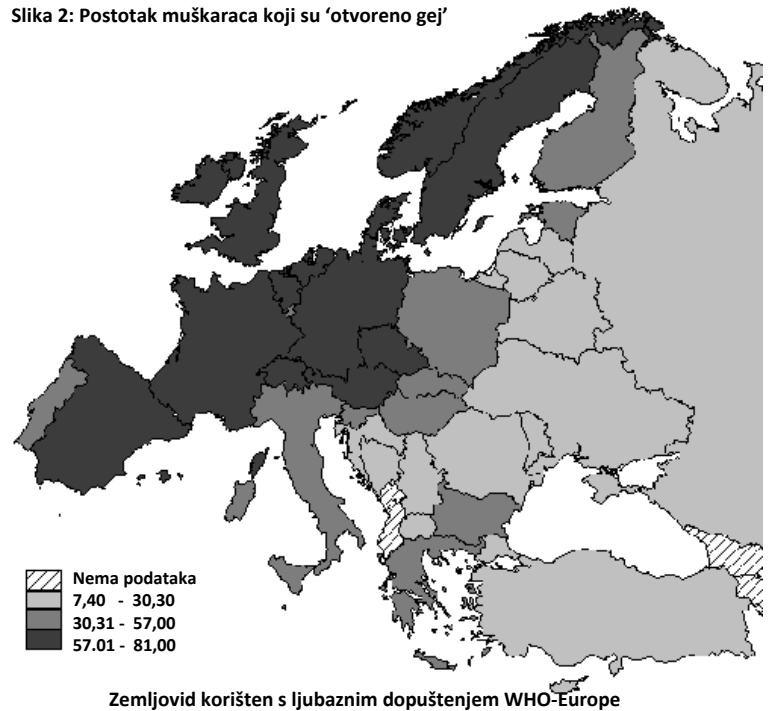 Slika 2: Postotak muškaraca koji su ‘otvoreno gej’
Nema podataka
7,40 - 30,30
30,31 - 57,00
57.01 - 81,00
Zemljovid korišten s ljubaznim dopuštenjem WHO-Europe